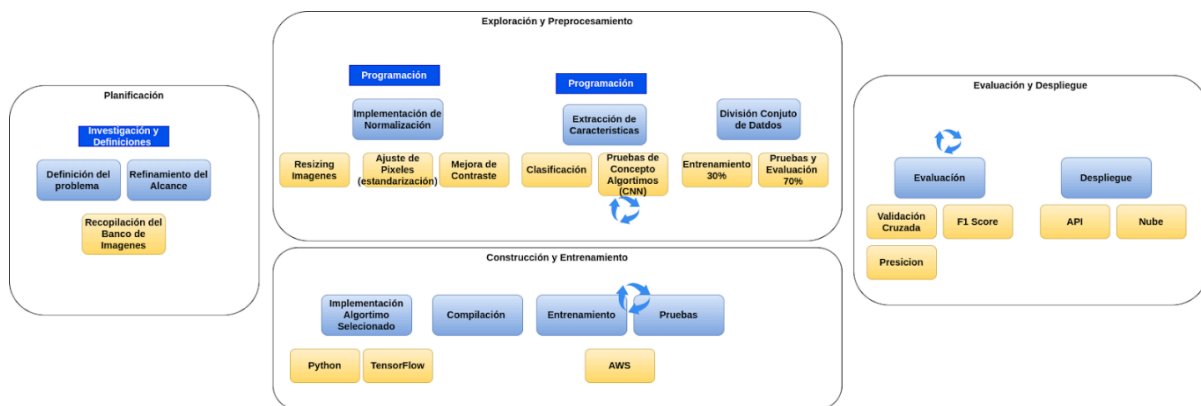 Planificación
Investigación y
Definiciones
Definición del
problema
Refinamiento del
Alcance
Recopilación del
Banco de
Imagenes
Exploración y Preprocesamiento
Programación
Implementación de
Normalización
Resizing
Imagenes
Ajuste de
Pixeles
(estandarización)
Mejora de
Contraste
Programación
Extracción de
Caracteristicas
Clasificación
Pruebas de
Concepto
Algortimos
(CNN)
División Conjuto
de Datdos
Entrenamiento
30%
Pruebas y
Evaluación
70%
Construcción y Entrenamiento
Implementación
Algortimo
Selecionado
Compilación
Entrenamiento
Pruebas
Python
TensorFlow
AWS
Evaluación y Despliegue
Evaluación
Despliegue
Validación
Cruzada
F1 Score
API
Nube
Presicion